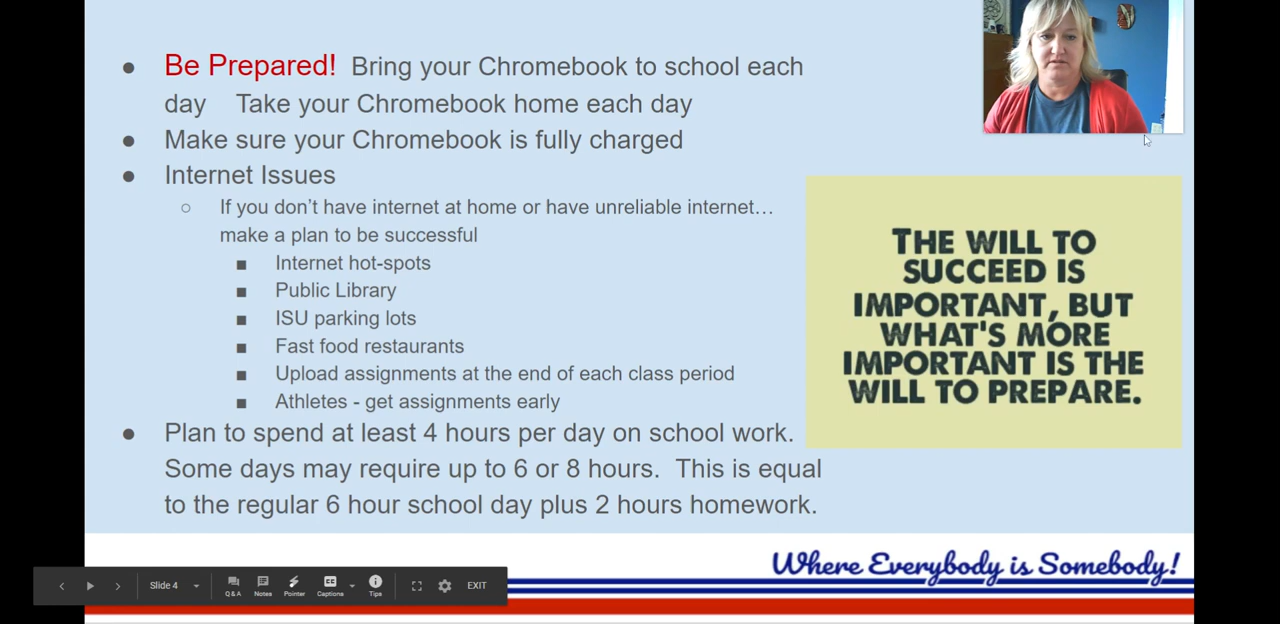 Be Prepared! Bring your Chromebook to school each
day Take your Chromebook home each day
Make sure your Chromebook is fully charged
Internet Issues
If you don't have internet at home or have unreliable internet…
make a plan to be successful
Internet hot-spots
Public Library
ISU parking lots
Fast food restaurants
Upload assignments at the end of each class period
Athletes - get assignments early
Plan to spend at least 4 hours per day on school work.
Some days may require up to 6 or 8 hours. This is equal
to the regular 6 hour school day plus 2 hours homework.
THE WILL TO
SUCCEED IS
IMPORTANT, BUT
WHAT'S MORE
IMPORTANT IS THE
WILL TO PREPARE.
Where Everybody is Somebody!
Slide 4
Q & A
Notes
Pointer
CC
Captions
Tips
EXIT